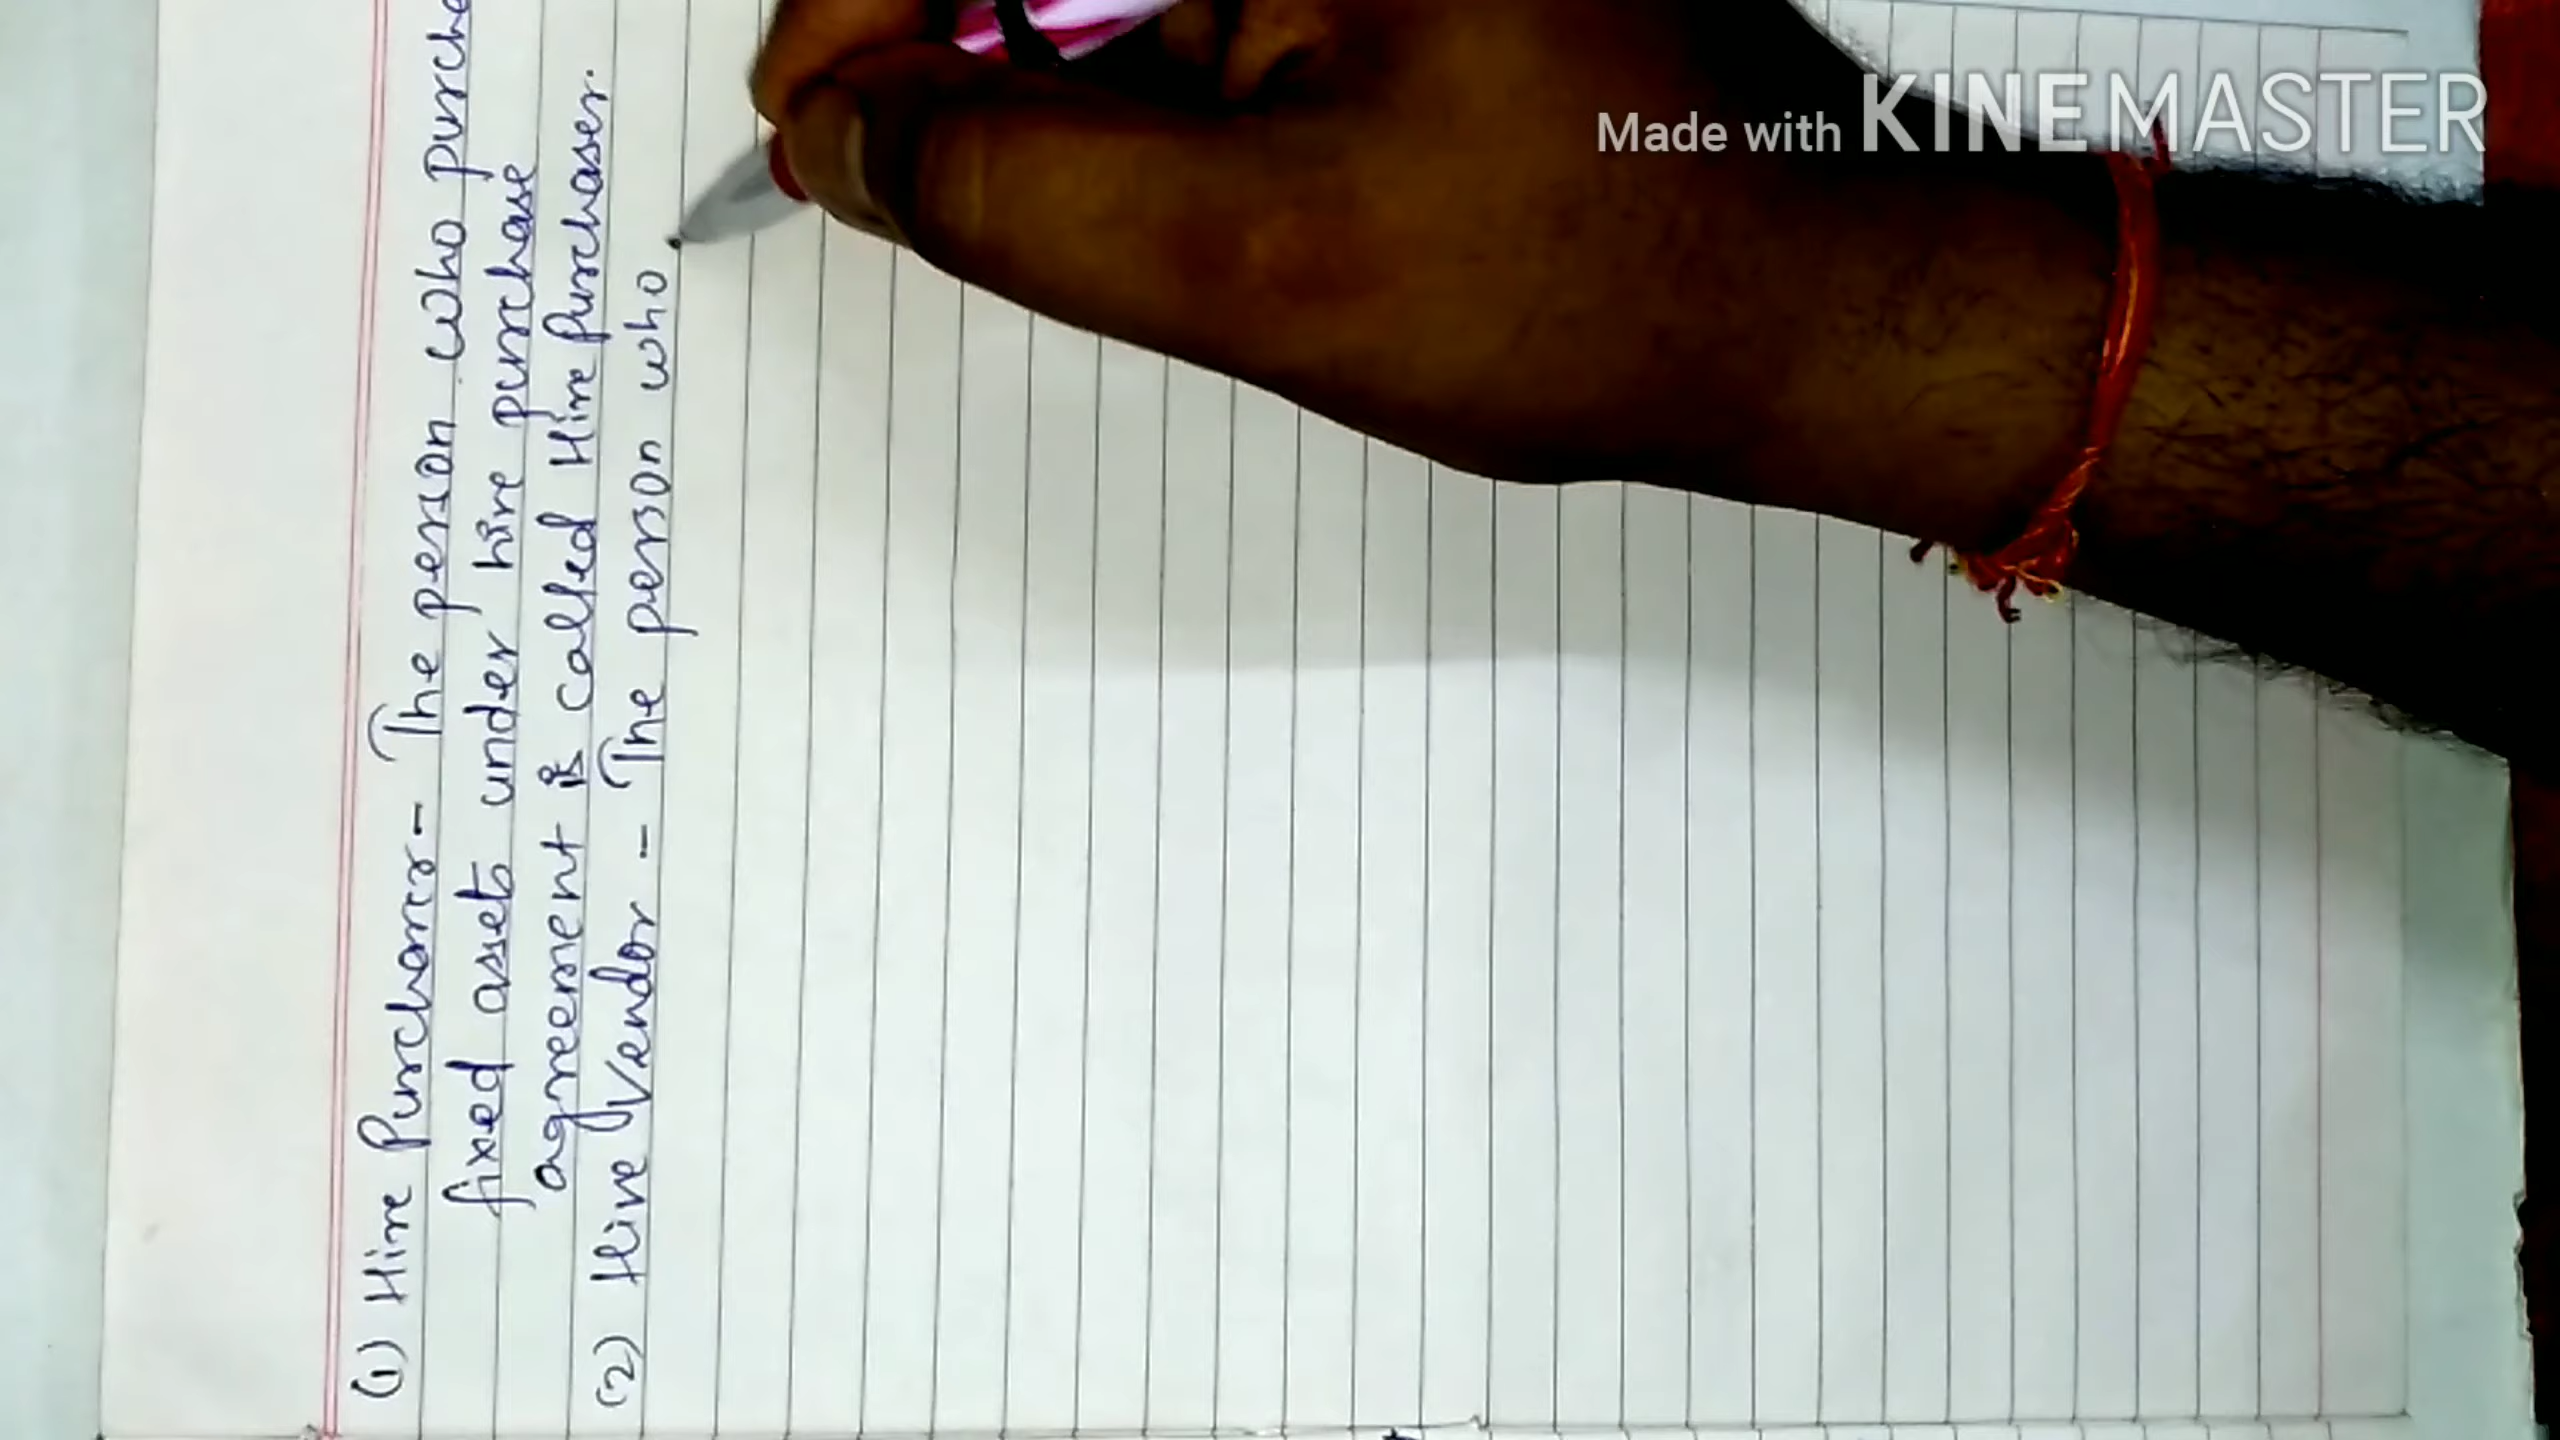 (1) Hire Purchaser - The person who purcha
fixed assets under hire purchase
agreement is called Hire Purchaser.
(2) Hire Vendor - The person who
Made with KINEMASTER